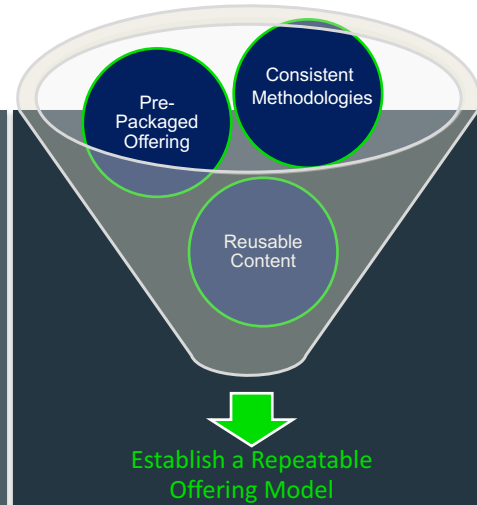 Pre-
Packaged
Offering
Consistent
Methodologies
Reusable
Content
Establish a Repeatable
Offering Model